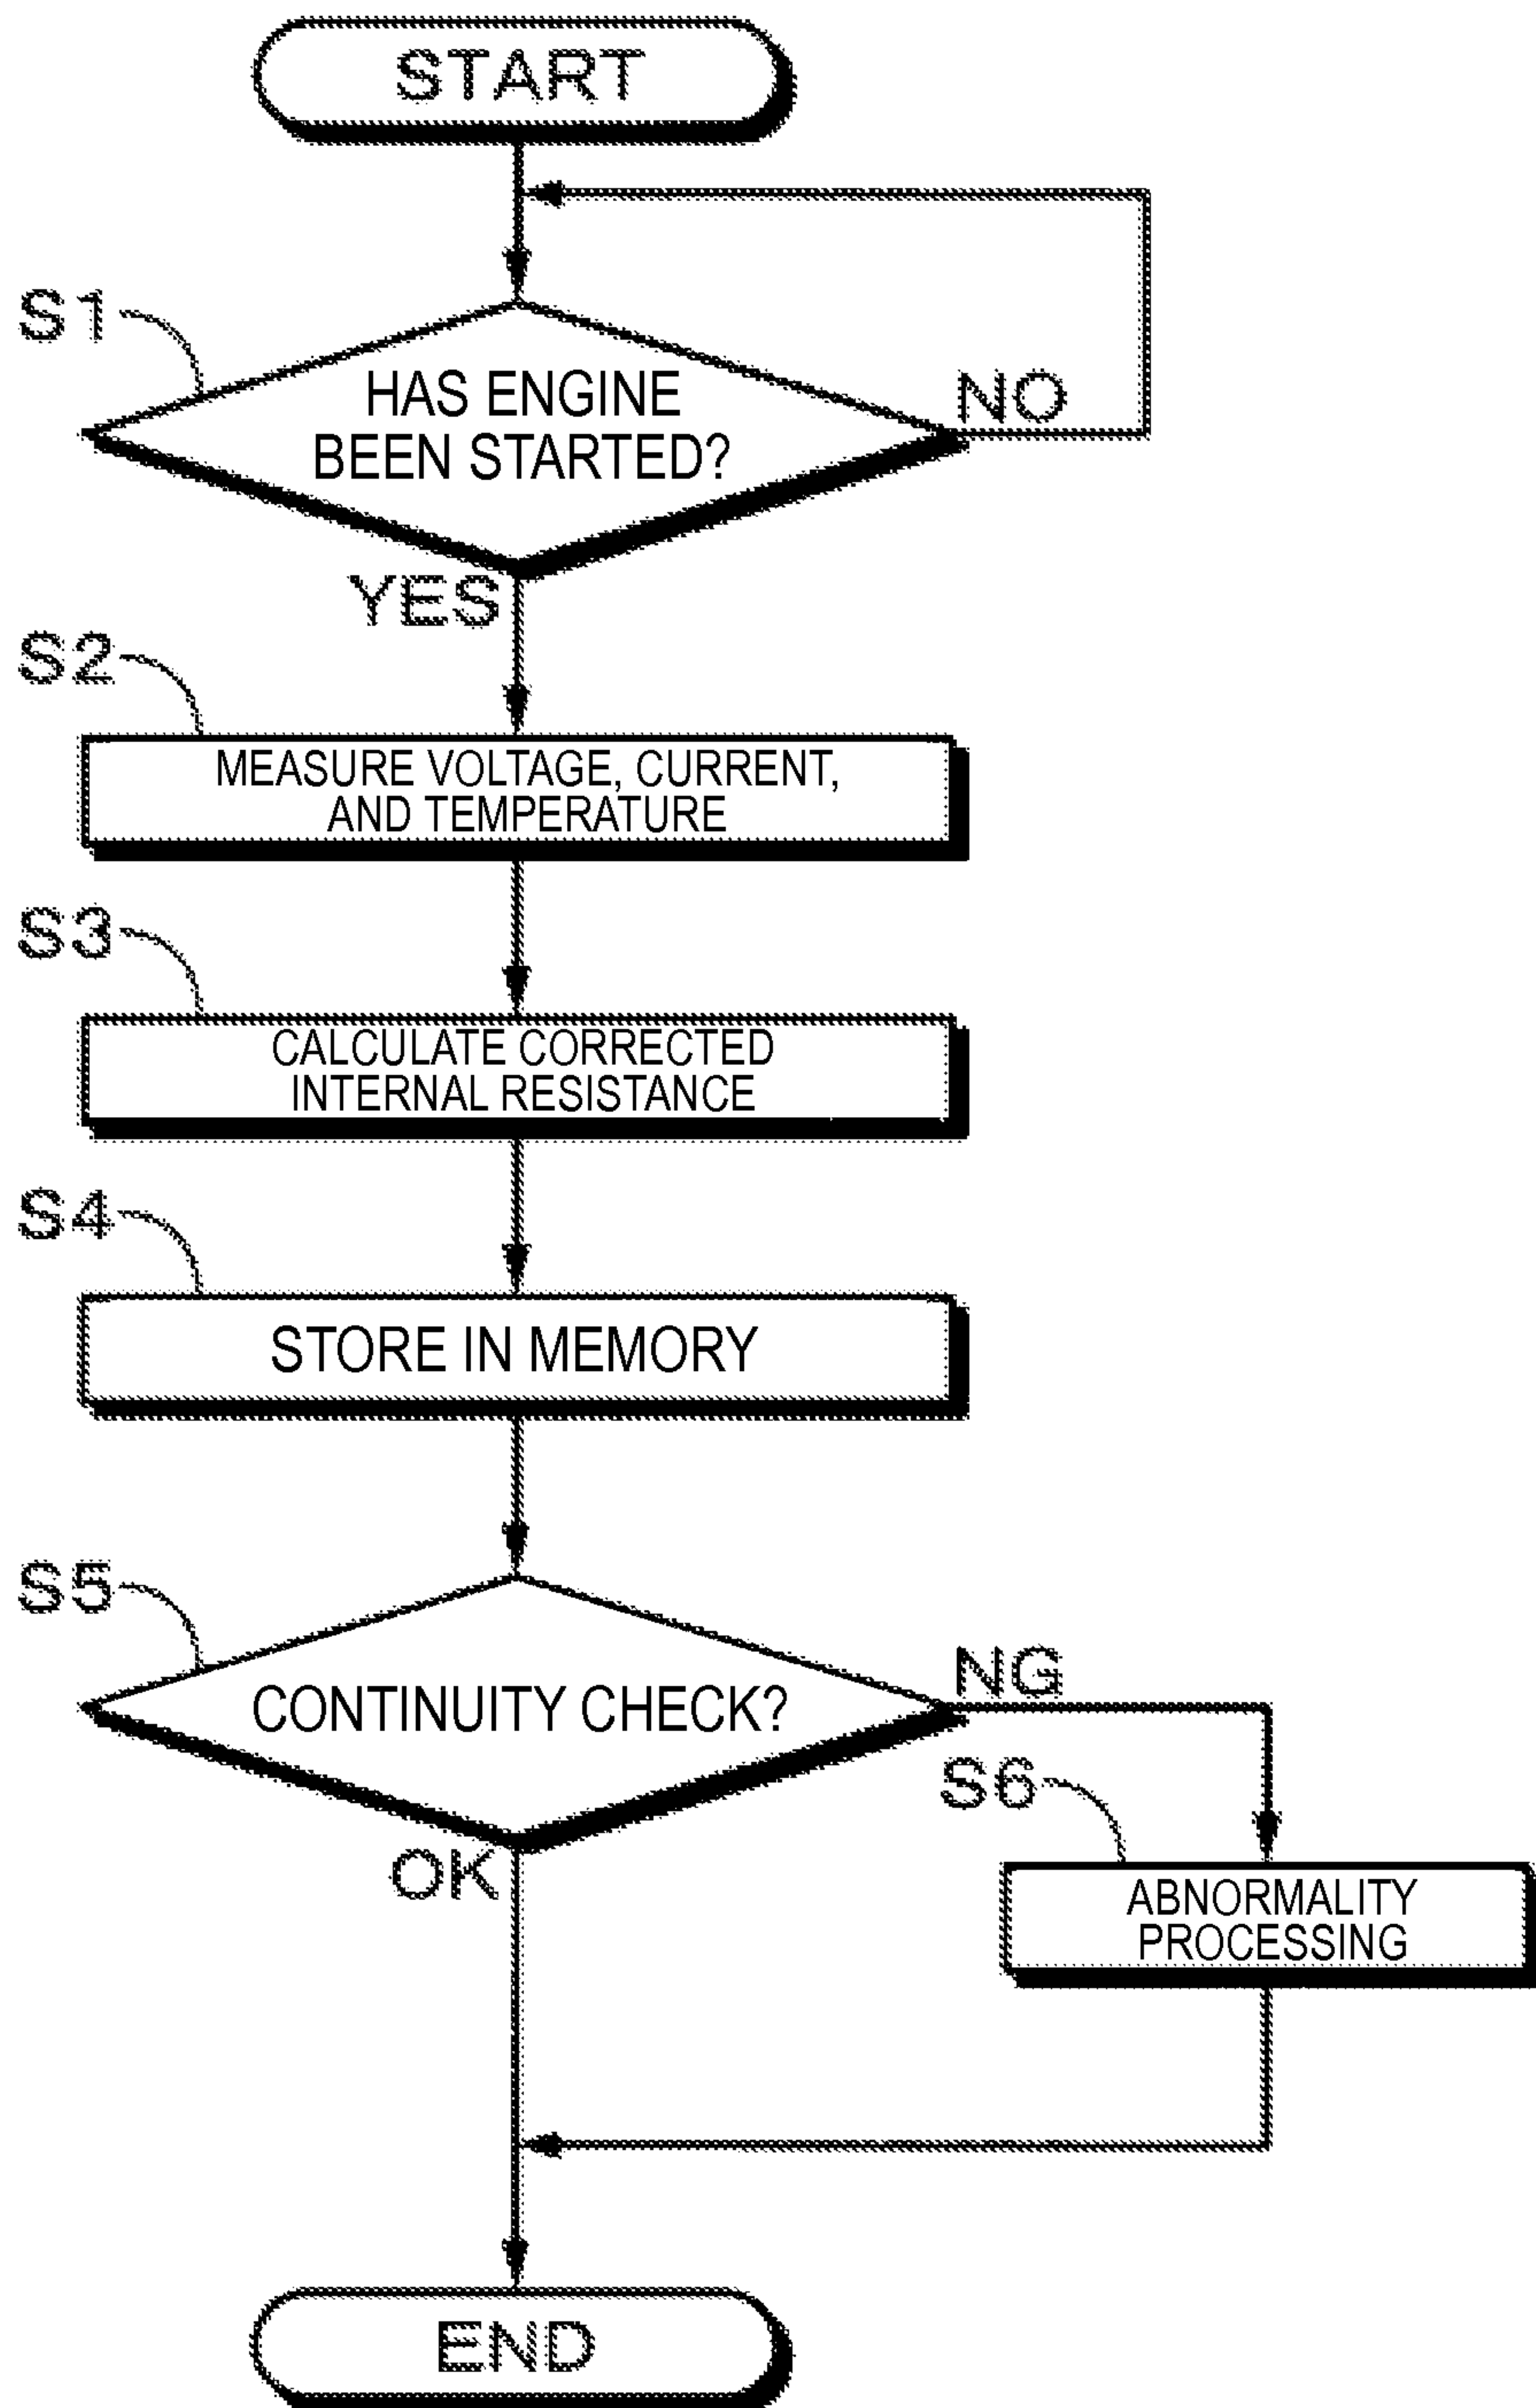 START
S1
HAS ENGINE
BEEN STARTED?
NO
YES
S2
MEASURE VOLTAGE, CURRENT,
AND TEMPERATURE
S3
CALCULATE CORRECTED
INTERNAL RESISTANCE
S4
STORE IN MEMORY
S5
CONTINUITY CHECK?
NG
S6
OK
ABNORMALITY
PROCESSING
END